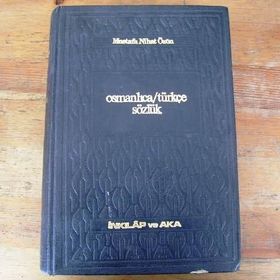 Mustafa Nihat Özön
osmanlıca/türkçe
sözlük
İNKILÂP ve AKA